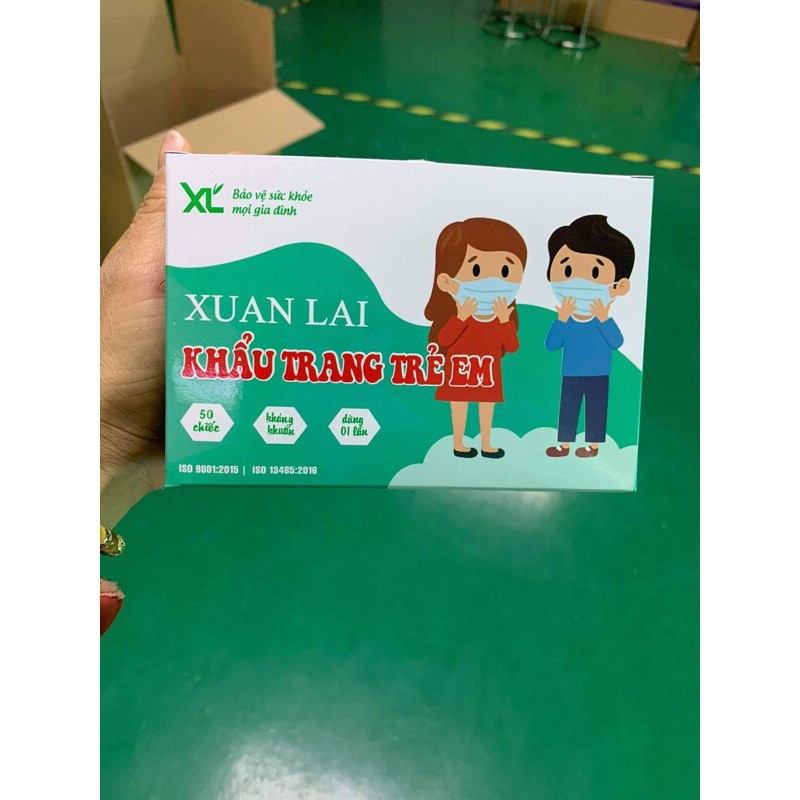 XL
Bảo vệ sức khỏe
mọi gia đình
XUAN LAI
KHẨU TRANG TRẺ EM
50
chiếc
kháng
khuẩn
dùng
01 lần
ISO 9001:2015 | ISO 13485:2016